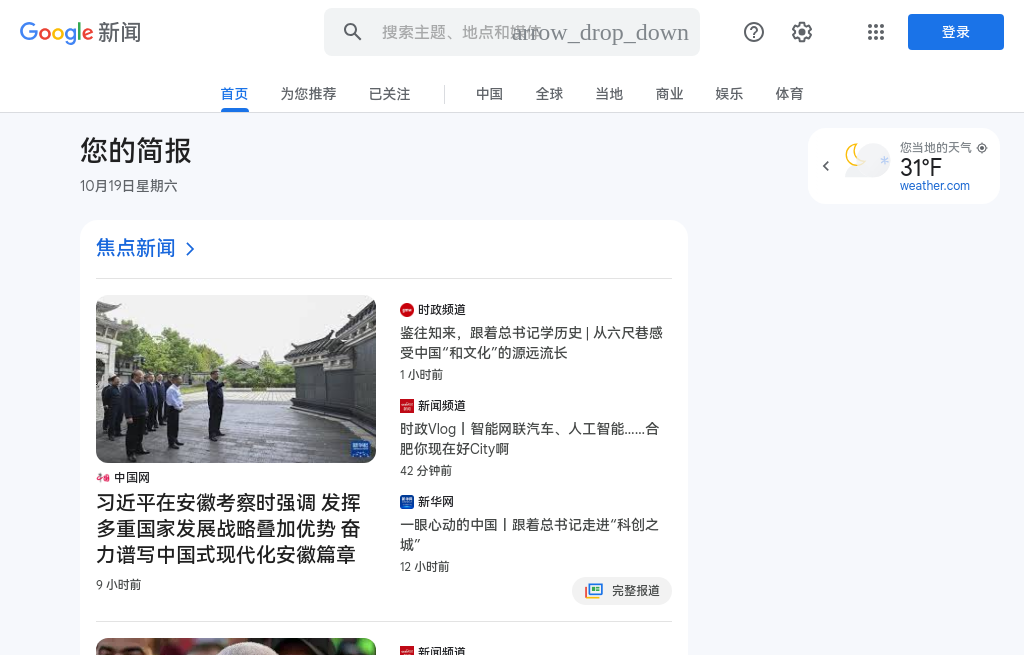 Google 新闻
搜索主题、地点和媒体
arrow_drop_down
登录
首页
为您推荐
已关注
中国
全球
当地
商业
娱乐
体育
您的简报
10月19日星期六
您当地的天气
31°F
weather.com
焦点新闻
中国网
习近平在安徽考察时强调 发挥
多重国家发展战略叠加优势 奋
力谱写中国式现代化安徽篇章
9 小时前
时政频道
鉴往知来，跟着总书记学历史 | 从六尺巷感
受中国“和文化”的源远流长
1 小时前
新闻频道
时政Vlog丨智能网联汽车、人工智能……合
肥你现在好City啊
42 分钟前
新华网
一眼心动的中国丨跟着总书记走进“科创之
城”
12 小时前
完整报道
新闻频道